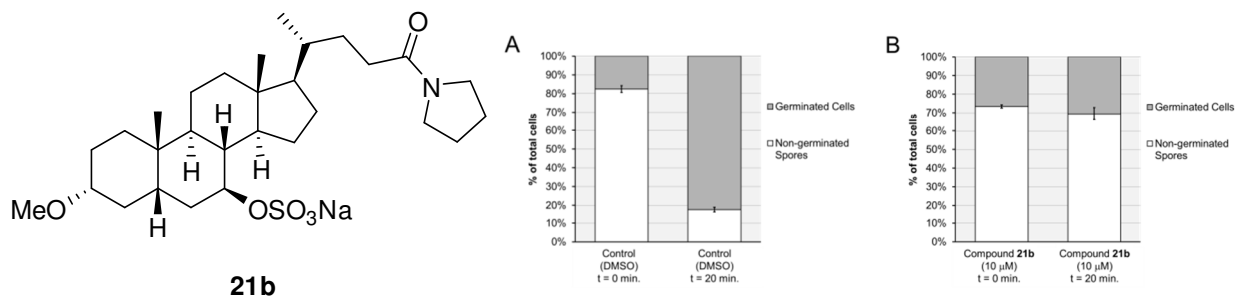 O
N
H
H
H
MeO
H
OSO₃Na
21b
A
100%
90%
80%
70%
60%
50%
40%
30%
20%
10%
0%
% of total cells
Control
(DMSO)
t = 0 min.
Control
(DMSO)
t = 20 min.
Germinated Cells
Non-germinated
Spores
B
100%
90%
80%
70%
60%
50%
40%
30%
20%
10%
0%
% of total cells
Compound 21b
(10 µM)
t = 0 min.
Compound 21b
(10 µM)
t = 20 min.
Germinated Cells
Non-germinated
Spores